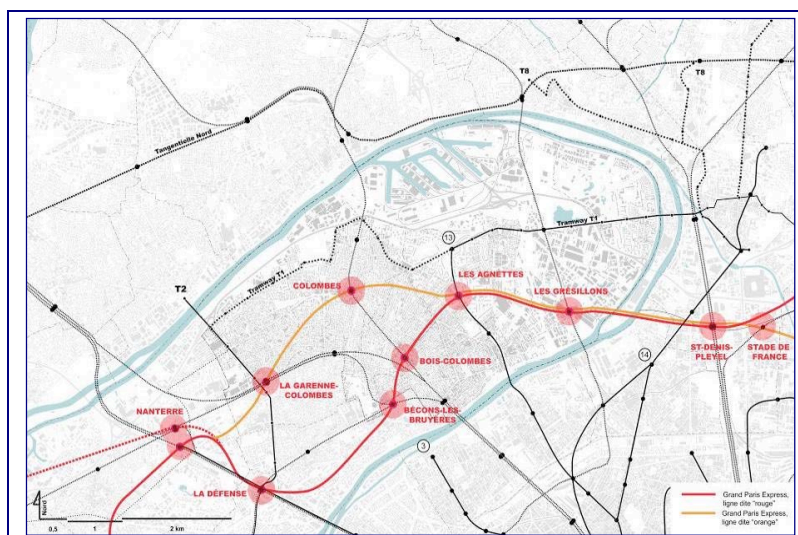 T8
T8
Tangentielle Nord
Tramway T1
13
LES AGNETTES
COLOMBES
LES GRÉSILLONS
Tramway T1
T2
ST-DENIS-
PLEYEL
STADE DE
FRANCE
BOIS-COLOMBES
14
LA GARENNE-
COLOMBES
NANTERRE
BÉCONS-LES-
BRUYÈRES
3
LA DÉFENSE
Nord
0.5
1
2 km
Grand Paris Express,
ligne dite "rouge"
Grand Paris Express,
ligne dite "orange"